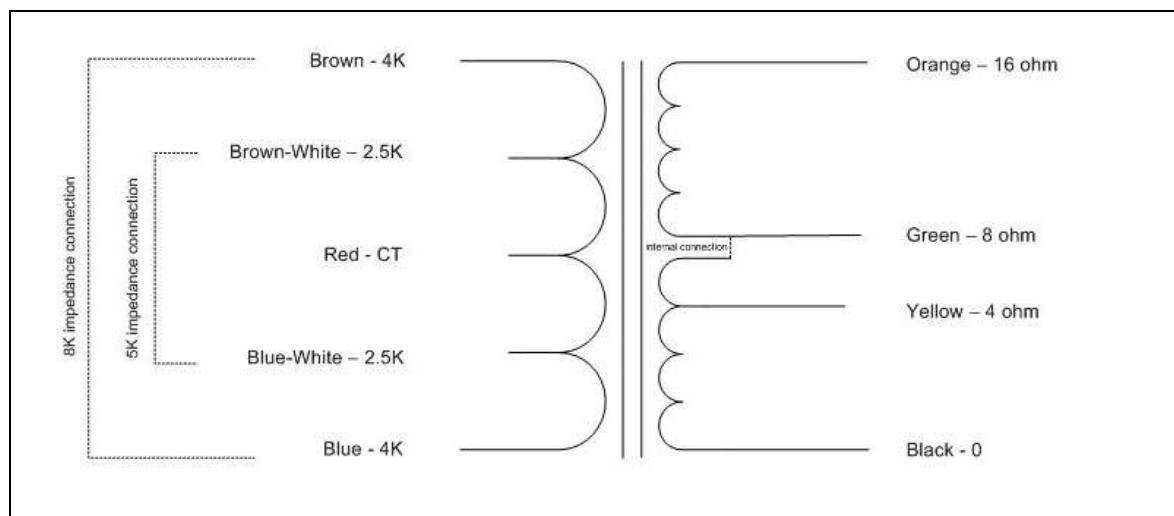 Brown - 4K
Brown-White – 2.5K
Red - CT
Blue-White – 2.5K
Blue - 4K
8K impedance connection
5K impedance connection
Orange – 16 ohm
Green – 8 ohm
internal connection
Yellow – 4 ohm
Black - 0